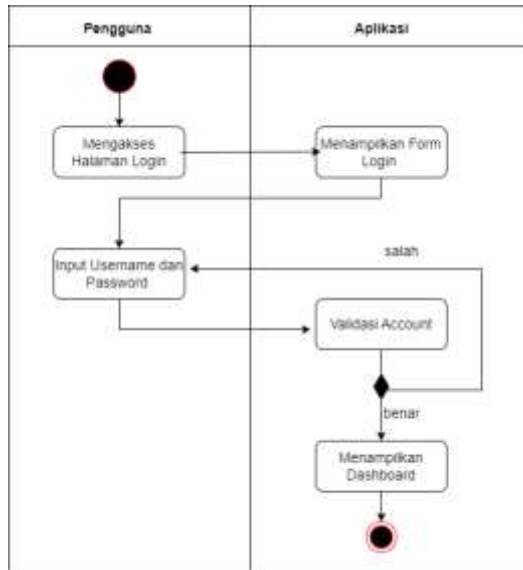 Pengguna
Aplikasi
Mengakses
Halaman Login
Menampilkan Form
Login
Input Username dan
Password
salah
Validasi Account
benar
Menampilkan
Dashboard